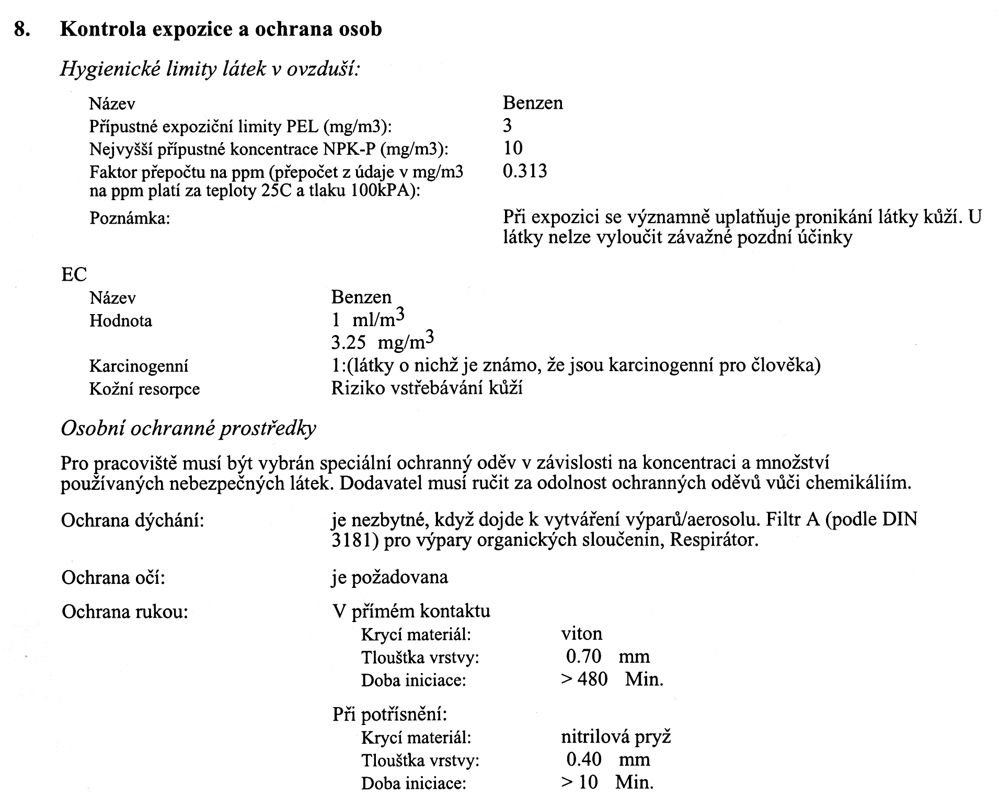 8. Kontrola expozice a ochrana osob
Hygienické limity látek v ovzduší:
Název Benzen
Přípustné expoziční limity PEL (mg/m3): 3
Nejvyšší přípustné koncentrace NPK-P (mg/m3): 10
Faktor přepočtu na ppm (přepočet z údaje v mg/m3 0.313
na ppm platí za teploty 25C a tlaku 100kPA):
Poznámka: Při expozici se významně uplatňuje pronikání látky kůží. U
látky nelze vyloučit závažné pozdní účinky
EC
Název Benzen
Hodnota 1 ml/m3
3.25 mg/m3
Karcinogenní 1:(látky o nichž je známo, že jsou karcinogenní pro člověka)
Kožní resorpce Riziko vstřebávání kůží
Osobní ochranné prostředky
Pro pracoviště musí být vybrán speciální ochranný oděv v závislosti na koncentraci a množství
používaných nebezpečných látek. Dodavatel musí ručit za odolnost ochranných oděvů vůči chemikáliím.
Ochrana dýchání: je nezbytné, když dojde k vytváření výparů/aerosolu. Filtr A (podle DIN
3181) pro výpary organických sloučenin, Respirátor.
Ochrana očí: je požadovana
Ochrana rukou: V přímém kontaktu
Krycí materiál: viton
Tlouštka vrstvy: 0.70 mm
Doba iniciace: > 480 Min.
Při potřísnění:
Krycí materiál: nitrilová pryž
Tlouštka vrstvy: 0.40 mm
Doba iniciace: > 10 Min.